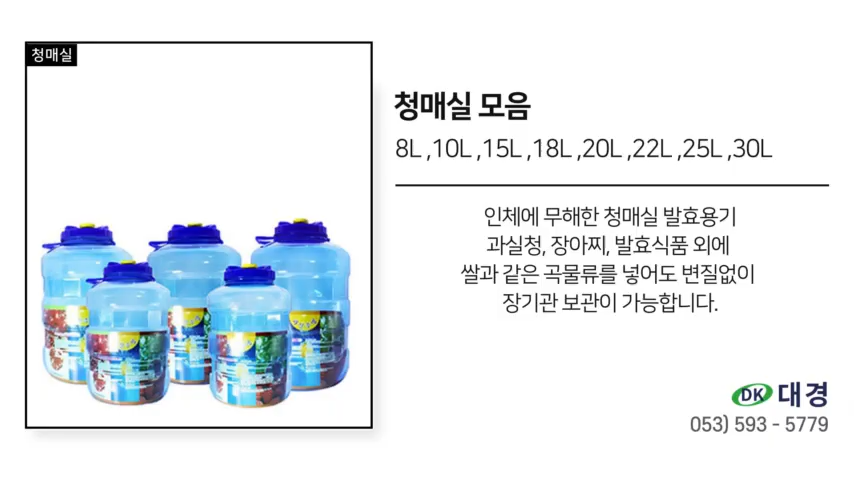 청매실
청매실 모음
8L ,10L ,15L ,18L ,20L ,22L ,25L ,30L
인체에 무해한 청매실 발효용기
과실청, 장아찌, 발효식품 외에
쌀과 같은 곡물류를 넣어도 변질없이
장기관 보관이 가능합니다.
DK 대경
053) 593 - 5779